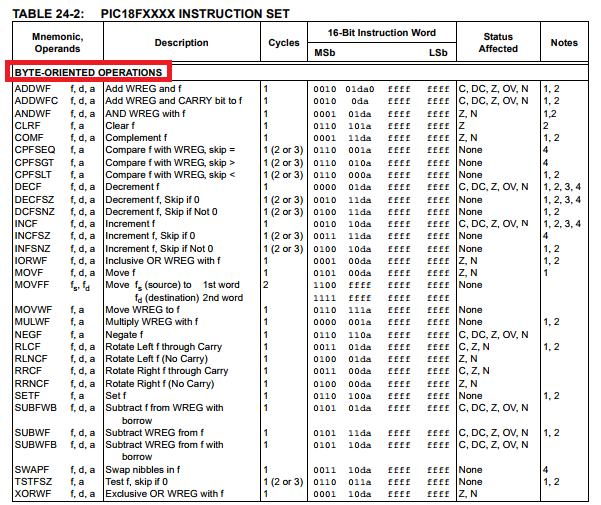 TABLE 24-2: PIC18FXXXX INSTRUCTION SET
Mnemonic, Operands Description Cycles 16-Bit Instruction Word MSb LSb Status Affected Notes
BYTE-ORIENTED OPERATIONS
ADDWF f, d, a Add WREG and f 1 0010 01da0 ffff ffff C, DC, Z, OV, N 1, 2
ADDWFC f, d, a Add WREG and CARRY bit to f 1 0010 0da ffff ffff C, DC, Z, OV, N 1, 2
ANDWF f, d, a AND WREG with f 1 0001 01da ffff ffff Z, N 1,2
CLRF f, a Clear f 1 0110 101a ffff ffff Z 2
COMF f, d, a Complement f 1 0001 11da ffff ffff Z, N 1, 2
CPFSEQ f, a Compare f with WREG, skip = 1 (2 or 3) 0110 001a ffff ffff None 4
CPFSGT f, a Compare f with WREG, skip > 1 (2 or 3) 0110 010a ffff ffff None 4
CPFSLT f, a Compare f with WREG, skip < 1 (2 or 3) 0110 000a ffff ffff None 1, 2
DECF f, d, a Decrement f 1 0000 01da ffff ffff C, DC, Z, OV, N 1, 2, 3, 4
DECFSZ f, d, a Decrement f, Skip if 0 1 (2 or 3) 0010 11da ffff ffff None 1, 2, 3, 4
DCFSNZ f, d, a Decrement f, Skip if Not 0 1 (2 or 3) 0100 11da ffff ffff None 1, 2
INCF f, d, a Increment f 1 0010 10da ffff ffff C, DC, Z, OV, N 1, 2, 3, 4
INCFSZ f, d, a Increment f, Skip if 0 1 (2 or 3) 0011 11da ffff ffff None 4
INFSNZ f, d, a Increment f, Skip if Not 0 1 (2 or 3) 0100 10da ffff ffff None 1, 2
IORWF f, d, a Inclusive OR WREG with f 1 0001 00da ffff ffff Z, N 1, 2
MOVF f, d, a Move f 1 0101 00da ffff ffff Z, N 1
MOVFF fs, fd Move fs (source) to 1st word 2 1100 ffff ffff ffff None
fd (destination) 2nd word 1111 ffff ffff ffff
MOVWF f, a Move WREG to f 1 0110 111a ffff ffff None
MULWF f, a Multiply WREG with f 1 0000 001a ffff ffff None 1, 2
NEGF f, a Negate f 1 0110 110a ffff ffff C, DC, Z, OV, N
RLCF f, d, a Rotate Left f through Carry 1 0011 01da ffff ffff C, Z, N 1, 2
RLNCF f, d, a Rotate Left f (No Carry) 1 0100 01da ffff ffff Z, N
RRCF f, d, a Rotate Right f through Carry 1 0011 00da ffff ffff C, Z, N
RRNCF f, d, a Rotate Right f (No Carry) 1 0100 00da ffff ffff Z, N
SETF f, a Set f 1 0110 100a ffff ffff None 1, 2
SUBFWB f, d, a Subtract f from WREG with 1 0101 01da ffff ffff C, DC, Z, OV, N
borrow
SUBWF f, d, a Subtract WREG from f 1 0101 11da ffff ffff C, DC, Z, OV, N 1, 2
SUBWFB f, d, a Subtract WREG from f with 1 0101 10da ffff ffff C, DC, Z, OV, N
borrow
SWAPF f, d, a Swap nibbles in f 1 0011 10da ffff ffff None 4
TSTFSZ f, a Test f, skip if 0 1 (2 or 3) 0110 011a ffff ffff None 1, 2
XORWF f, d, a Exclusive OR WREG with f 1 0001 10da ffff ffff Z, N